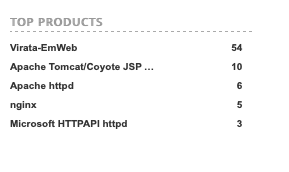 TOP PRODUCTS
Virata-EmWeb 54
Apache Tomcat/Coyote JSP ... 10
Apache httpd 6
nginx 5
Microsoft HTTPAPI httpd 3